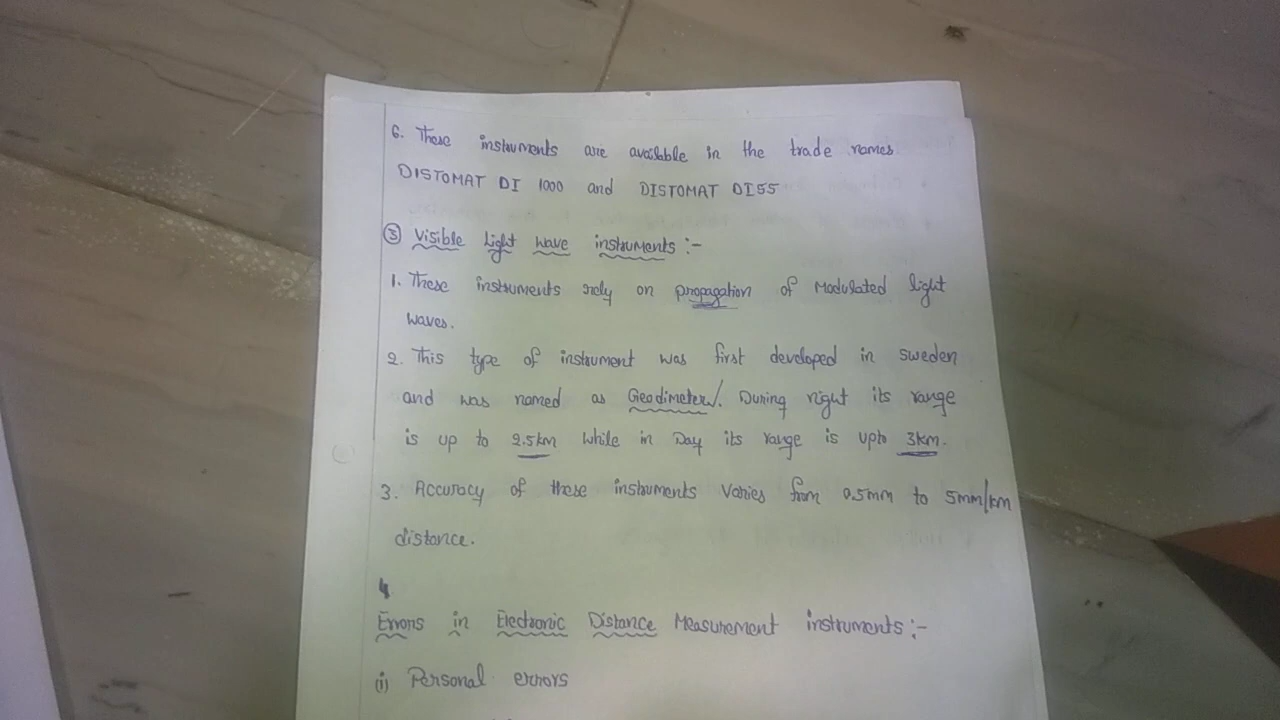 6. These instruments are available in the trade names
DISTOMAT DI 1000 and DISTOMAT DI55
③ Visible Light wave instruments :-
1. These instruments rely on propagation of Modulated light
waves.
2. This type of instrument was first developed in sweden
and was named as Geodimeter. During night its range
is up to 2.5km while in Day its range is upto 3km.
3. Accuracy of these instruments varies from 0.5mm to 5mm/km
distance.
4
Errors in Electronic Distance Measurement instruments :-
(i) Personal errors